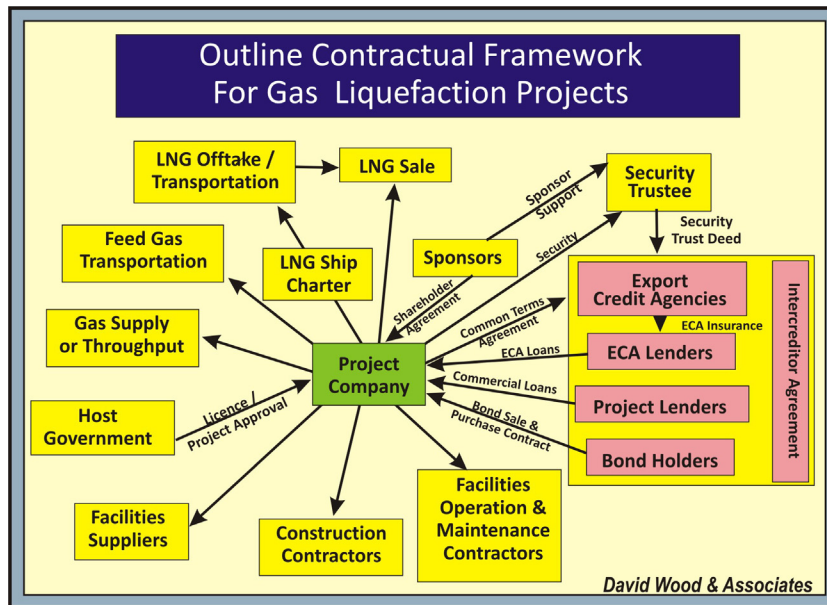 Outline Contractual Framework
For Gas Liquefaction Projects
LNG Offtake /
Transportation
LNG Sale
Sponsor
Support
Security
Trustee
Security
Trust Deed
Feed Gas
Transportation
LNG Ship
Charter
Sponsors
Security
Shareholder
Agreement
Common Terms
Agreement
Export
Credit Agencies
ECA Insurance
Intercreditor Agreement
Gas Supply
or Throughput
Project
Company
ECA Loans
ECA Lenders
Commercial Loans
Project Lenders
Host
Government
Licence /
Project Approval
Bond Sale &
Purchase Contract
Bond Holders
Facilities
Suppliers
Construction
Contractors
Facilities
Operation &
Maintenance
Contractors
David Wood & Associates